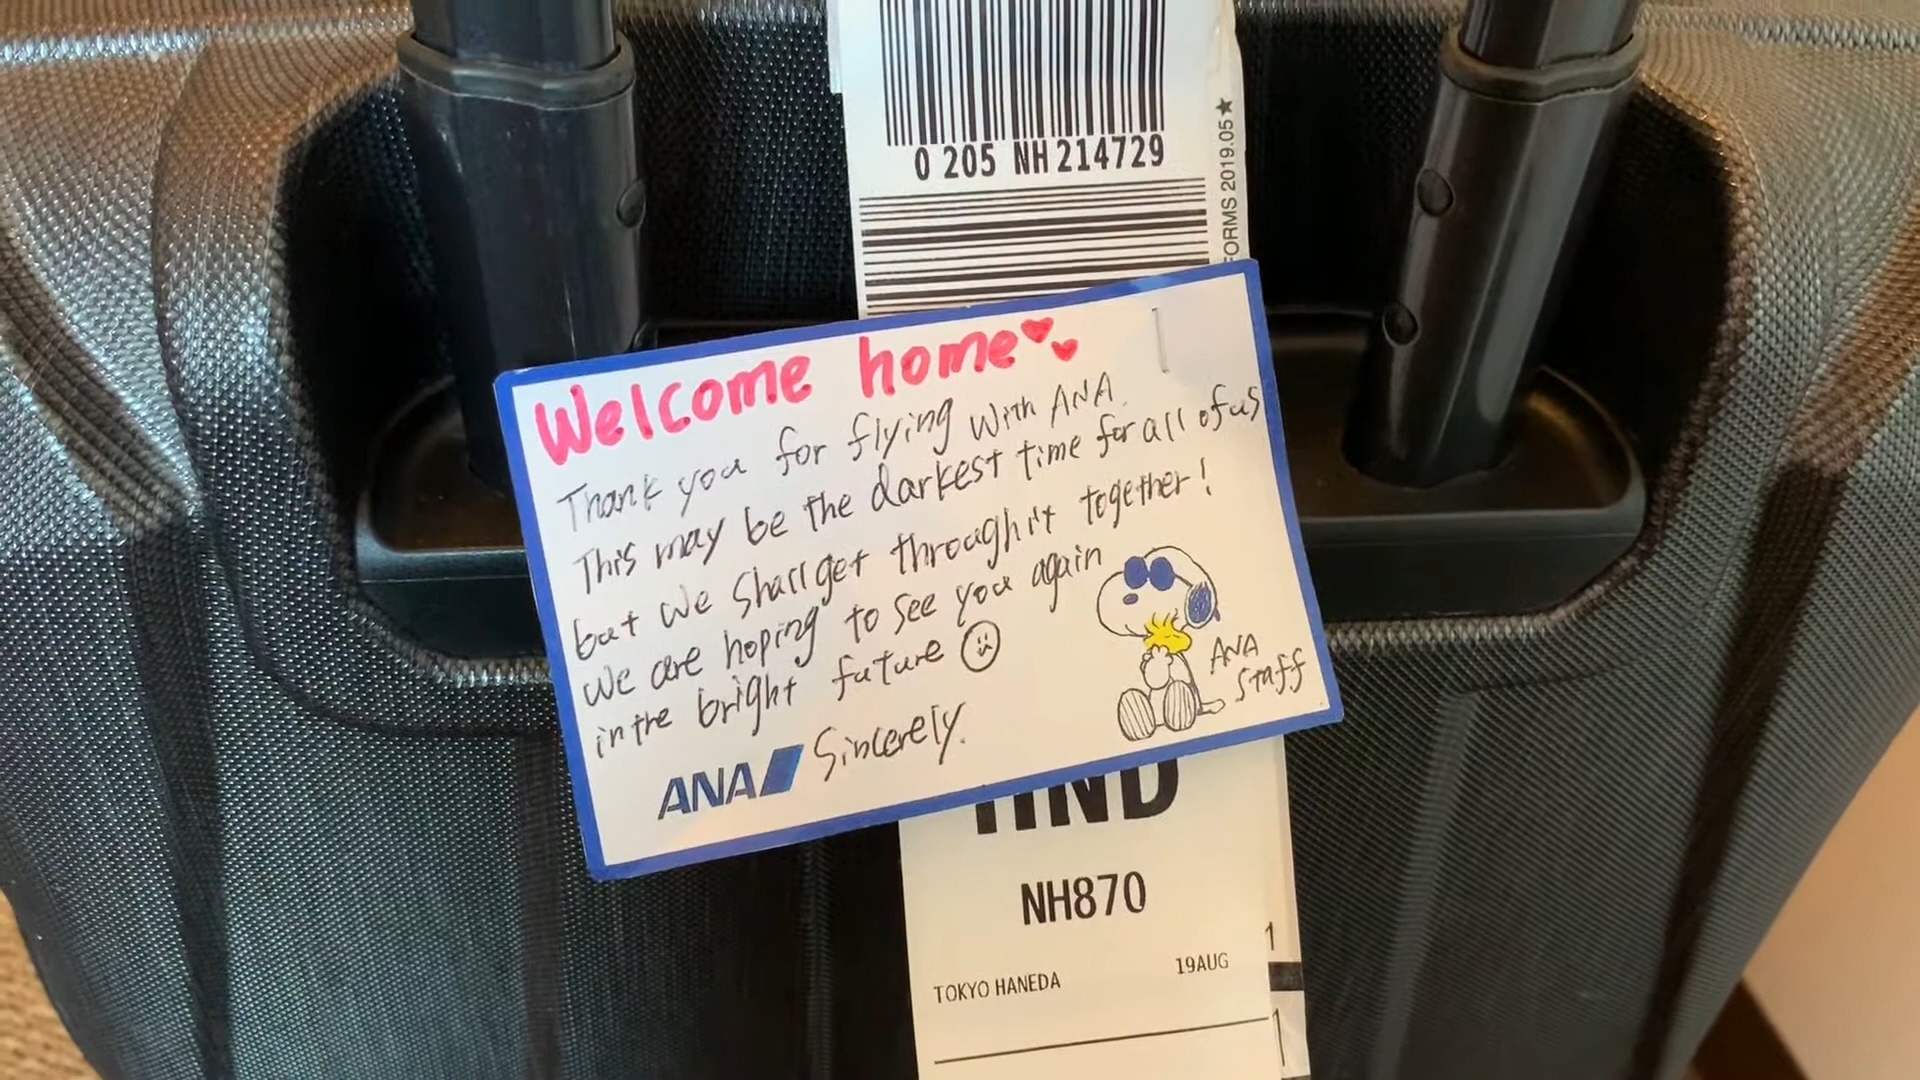 0 205 NH 214729
FORMS 2019.05★
Welcome home
Thank you for flying with ANA.
This may be the darkest time for all of us
but we shall get through it together!
We are hoping to see you again
in the bright future
Sincerely.
ANA
Staff
ANA
HND
NH870
TOKYO HANEDA 19AUG
1
1